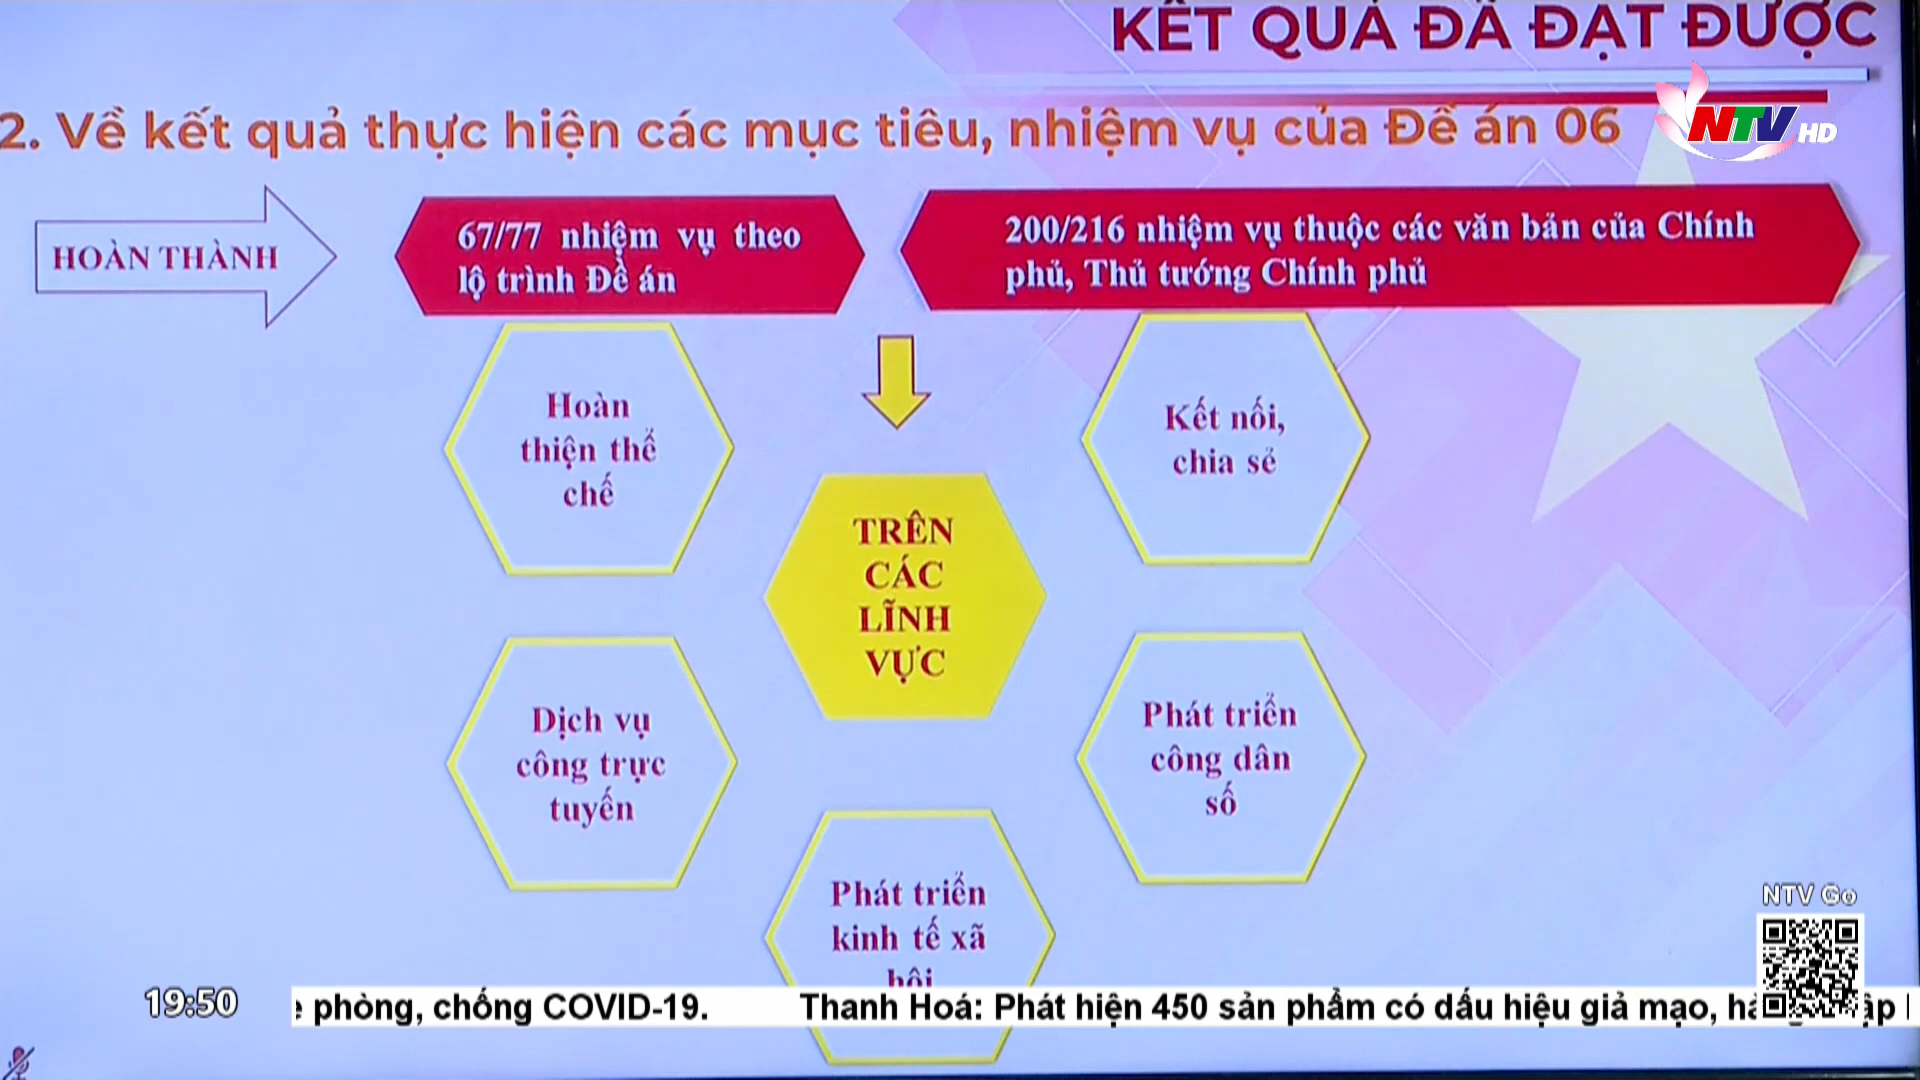 KẾT QUẢ ĐÃ ĐẠT ĐƯỢC
NTV HD
2. Về kết quả thực hiện các mục tiêu, nhiệm vụ của Đề án 06
HOÀN THÀNH
67/77 nhiệm vụ theo
lộ trình Đề án
200/216 nhiệm vụ thuộc các văn bản của Chính
phủ, Thủ tướng Chính phủ
Hoàn
thiện thể
chế
Kết nối,
chia sẻ
TRÊN
CÁC
LĨNH
VỰC
Dịch vụ
công trực
tuyến
Phát triển
công dân
số
Phát triển
kinh tế xã
hội
NTV Go
19:50
phòng, chống COVID-19. Thanh Hoá: Phát hiện 450 sản phẩm có dấu hiệu giả mạo,